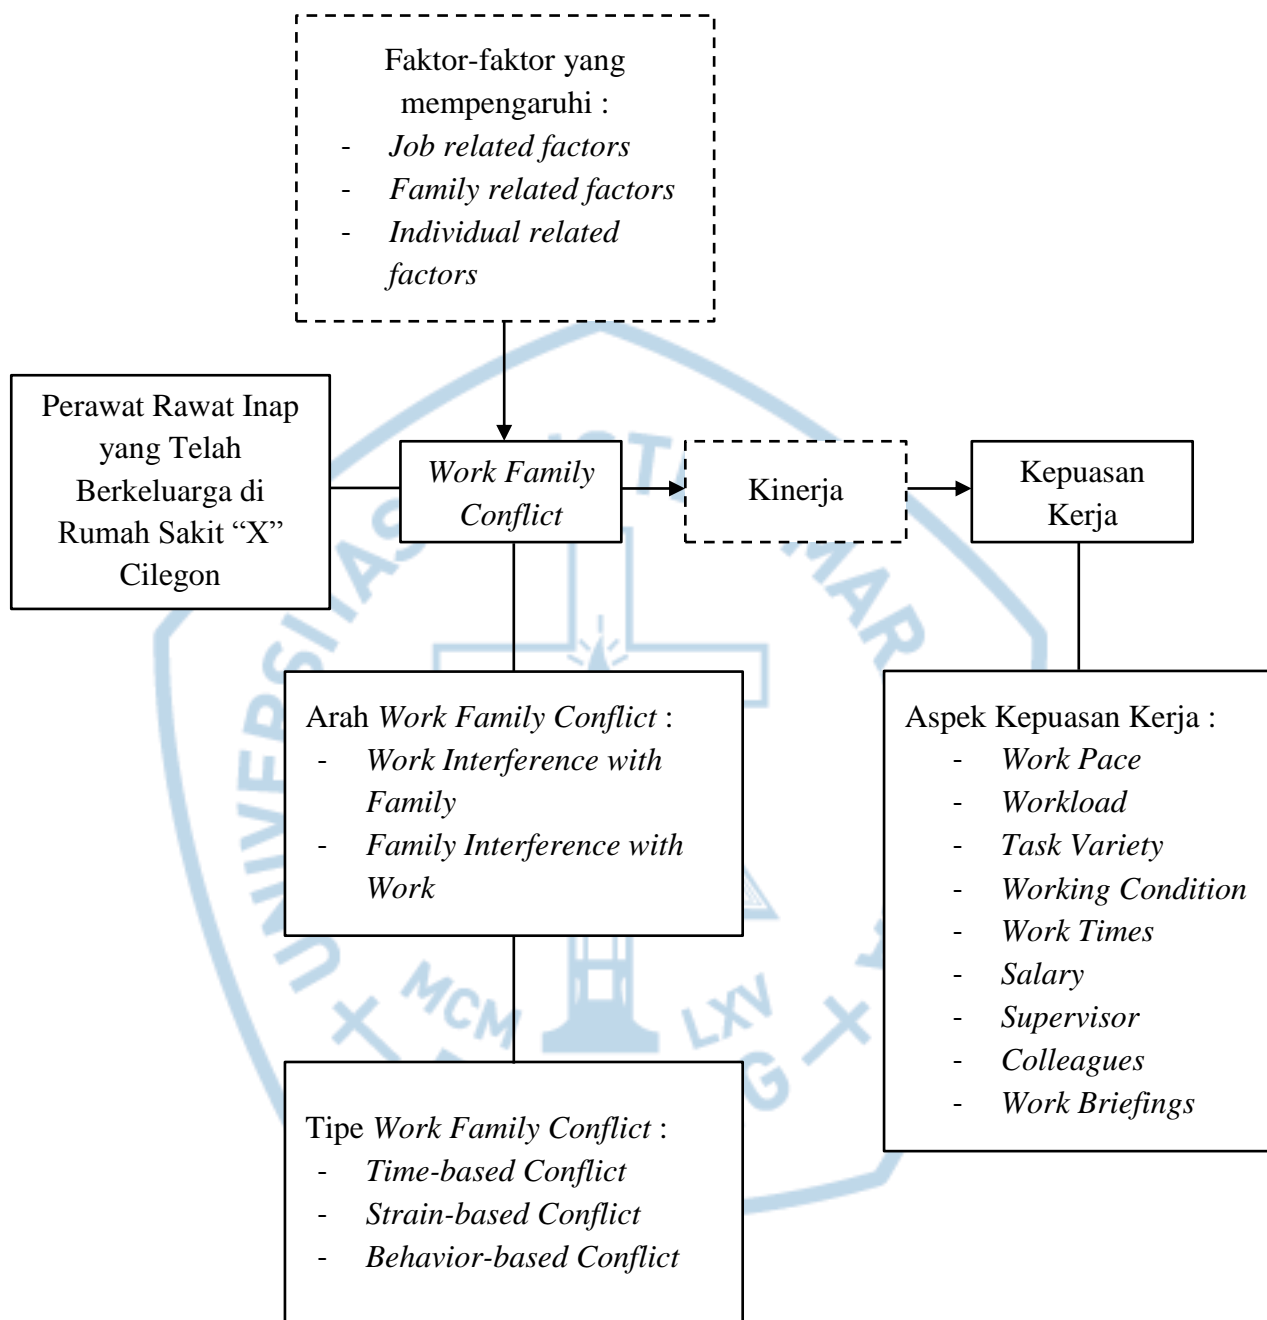 Faktor-faktor yang
mempengaruhi :
- Job related factors
- Family related factors
- Individual related
factors
Perawat Rawat Inap
yang Telah
Berkeluarga di
Rumah Sakit “X”
Cilegon
Work Family
Conflict
Kinerja
Kepuasan
Kerja
Arah Work Family Conflict :
- Work Interference with
Family
- Family Interference with
Work
Aspek Kepuasan Kerja :
- Work Pace
- Workload
- Task Variety
- Working Condition
- Work Times
- Salary
- Supervisor
- Colleagues
- Work Briefings
Tipe Work Family Conflict :
- Time-based Conflict
- Strain-based Conflict
- Behavior-based Conflict
MCM
LXV